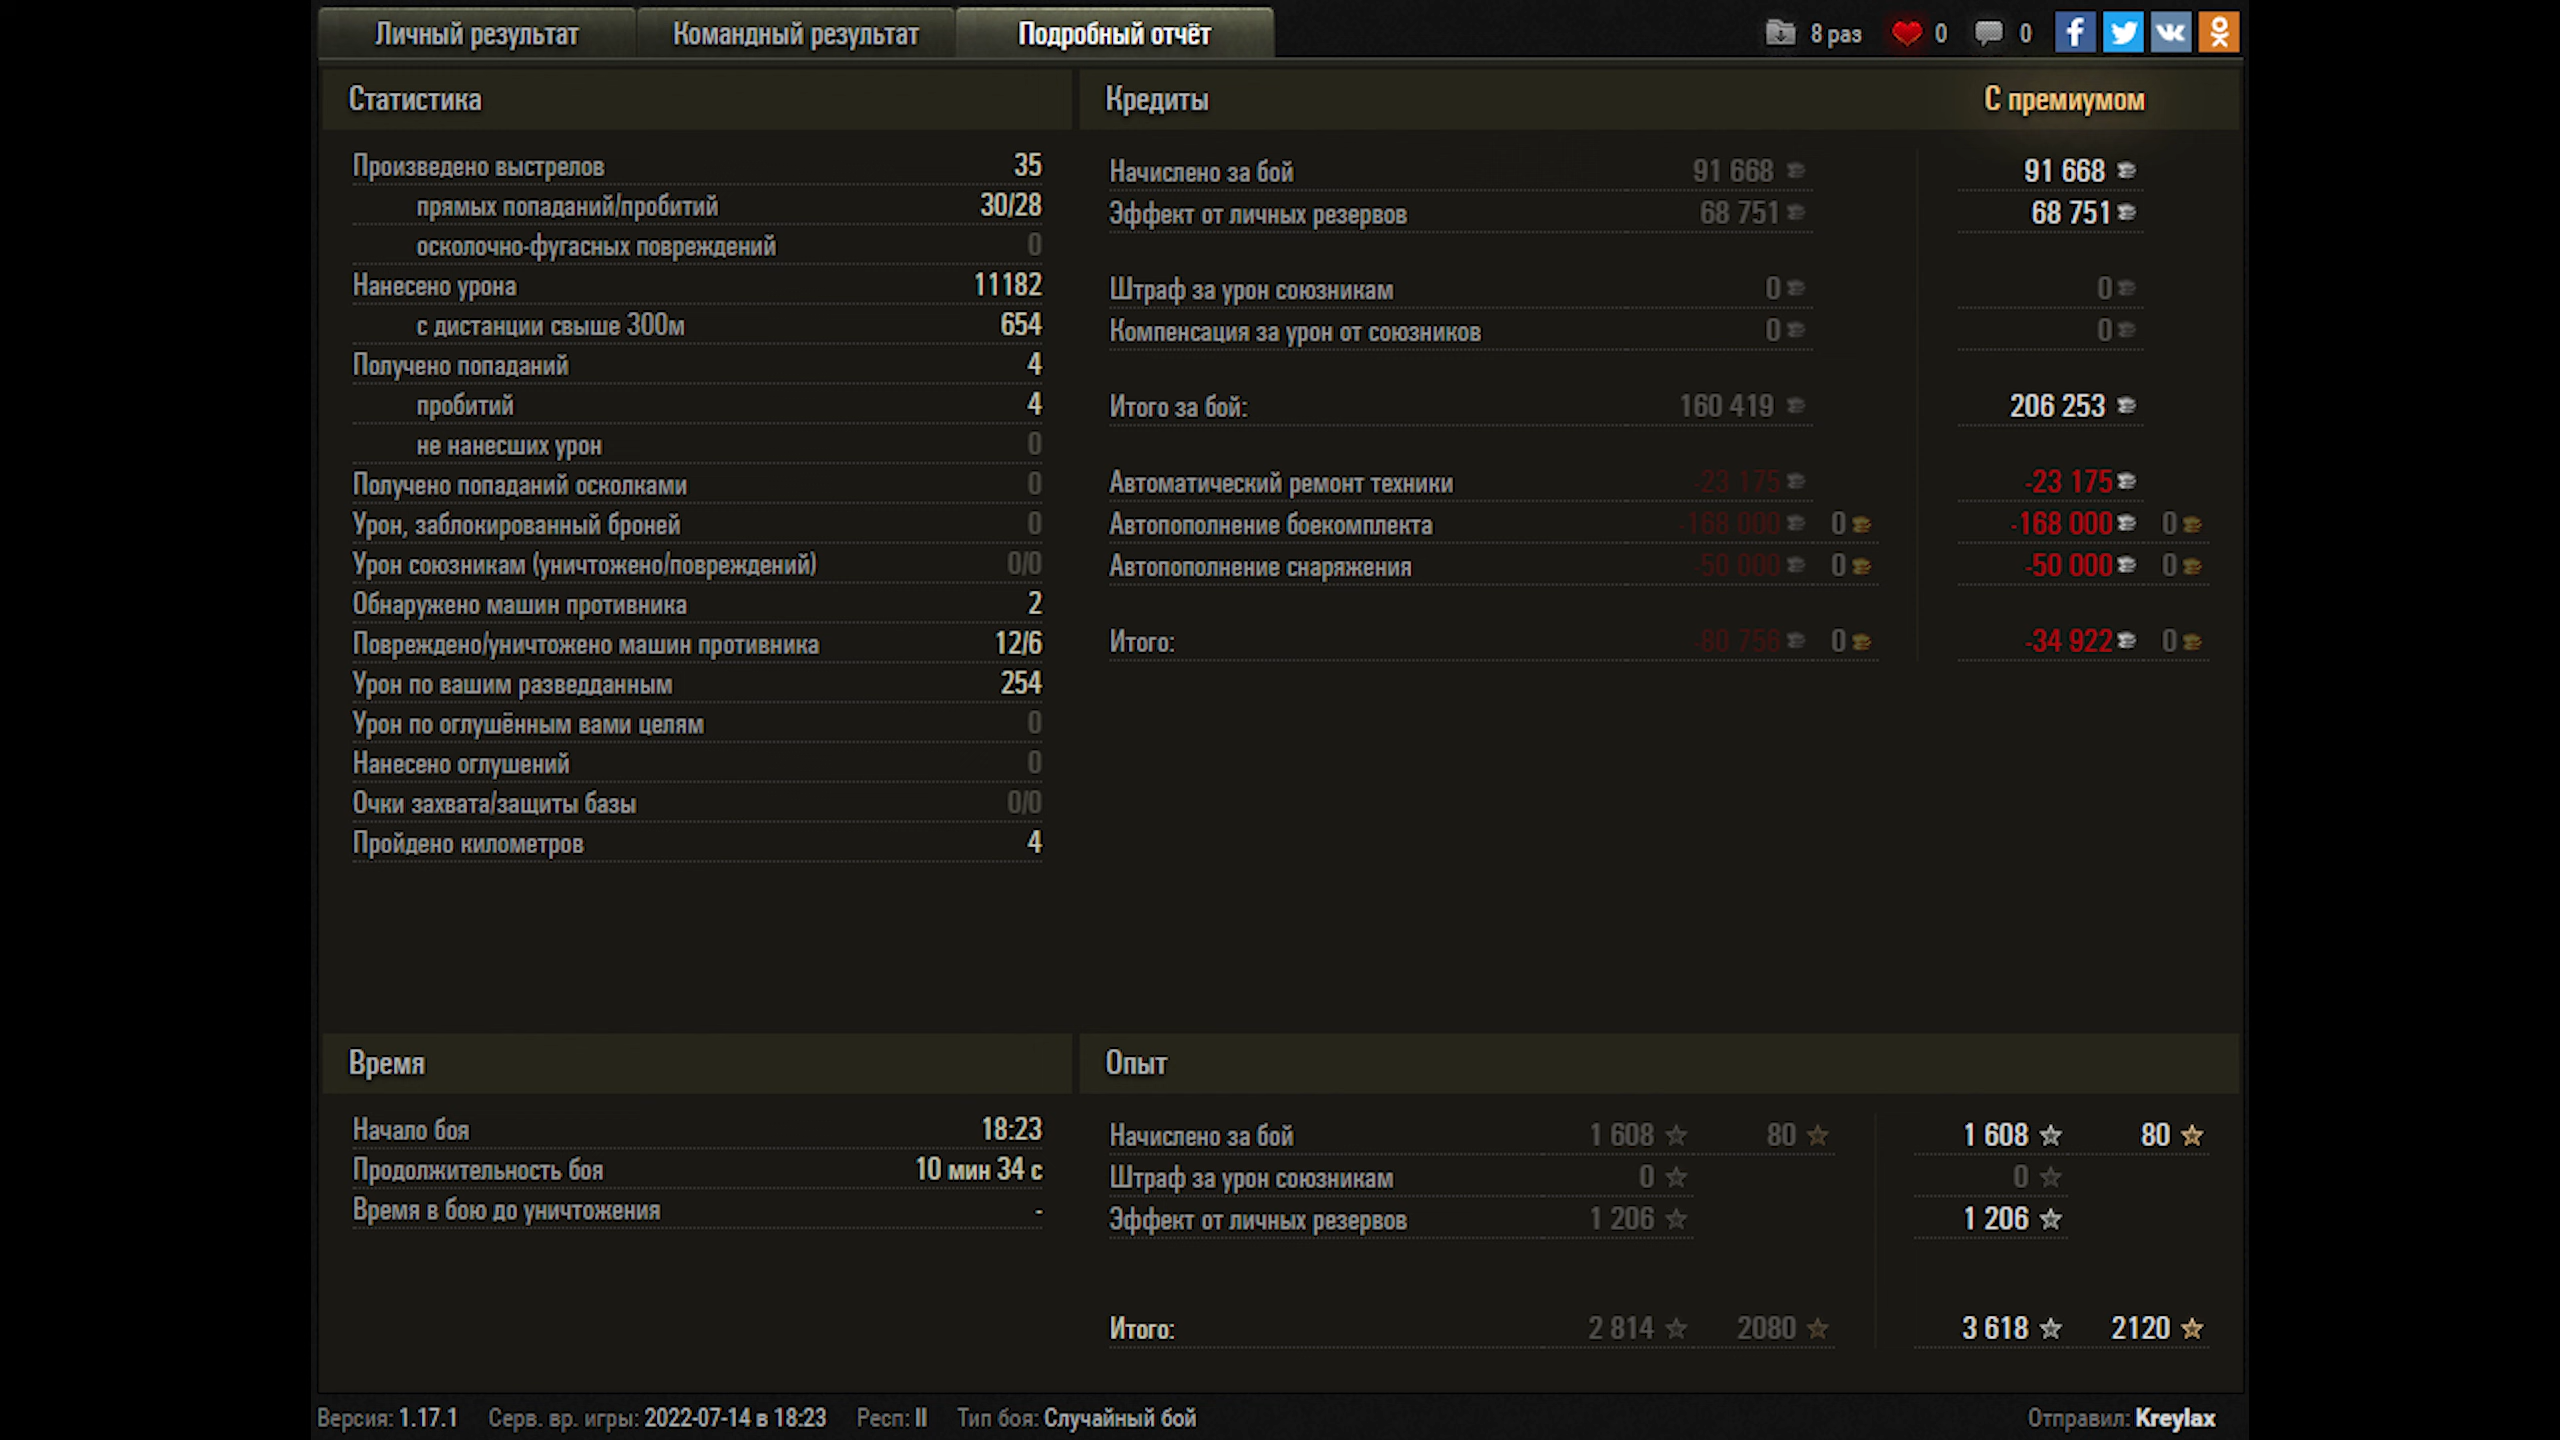 Личный результат Командный результат Подробный отчёт 8 раз 0 0
Статистика
Произведено выстрелов 35
прямых попаданий/пробитий 30/28
осколочно-фугасных повреждений 0
Нанесено урона 11182
с дистанции свыше 300м 654
Получено попаданий 4
пробитий 4
не нанесших урон 0
Получено попаданий осколками 0
Урон, заблокированный броней 0
Урон союзникам (уничтожено/повреждений) 0/0
Обнаружено машин противника 2
Повреждено/уничтожено машин противника 12/6
Урон по вашим разведданным 254
Урон по оглушённым вами целям 0
Нанесено оглушений 0
Очки захвата/защиты базы 0/0
Пройдено километров 4
Кредиты С премиумом
Начислено за бой 91 668 91 668
Эффект от личных резервов 68 751 68 751
Штраф за урон союзникам 0 0
Компенсация за урон от союзников 0 0
Итого за бой: 160 419 206 253
Автоматический ремонт техники -23 175 -23 175
Автопополнение боекомплекта -168 000 0 -168 000 0
Автопополнение снаряжения -50 000 0 -50 000 0
Итого: -80 756 0 -34 922 0
Время
Начало боя 18:23
Продолжительность боя 10 мин 34 с
Время в бою до уничтожения -
Опыт
Начислено за бой 1 608 80 1 608 80
Штраф за урон союзникам 0 0
Эффект от личных резервов 1 206 1 206
Итого: 2 814 2080 3 618 2120
Версия: 1.17.1 Серв. вр. игры: 2022-07-14 в 18:23 Респ: II Тип боя: Случайный бой Отправил: Kreylax